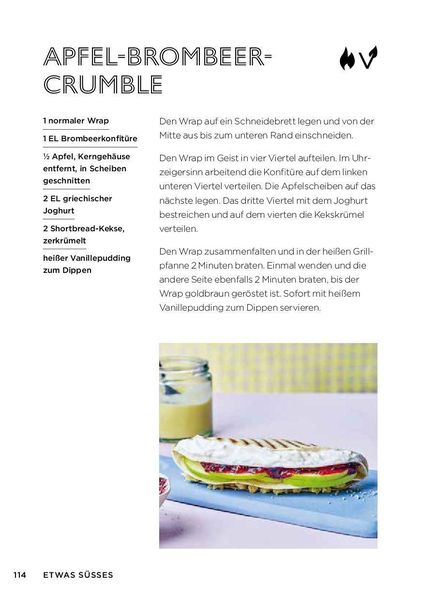 APFEL-BROMBEER-
CRUMBLE
1 normaler Wrap
1 EL Brombeerkonfitüre
½ Apfel, Kerngehäuse
entfernt, in Scheiben
geschnitten
2 EL griechischer
Joghurt
2 Shortbread-Kekse,
zerkrümelt
heißer Vanillepudding
zum Dippen
Den Wrap auf ein Schneidebrett legen und von der
Mitte aus bis zum unteren Rand einschneiden.
Den Wrap im Geist in vier Viertel aufteilen. Im Uhr-
zeigersinn arbeitend die Konfitüre auf dem linken
unteren Viertel verteilen. Die Apfelscheiben auf das
nächste legen. Das dritte Viertel mit dem Joghurt
bestreichen und auf dem vierten die Kekskrümel
verteilen.
Den Wrap zusammenfalten und in der heißen Grill-
pfanne 2 Minuten braten. Einmal wenden und die
andere Seite ebenfalls 2 Minuten braten, bis der
Wrap goldbraun geröstet ist. Sofort mit heißem
Vanillepudding zum Dippen servieren.
114 ETWAS SÜSSES